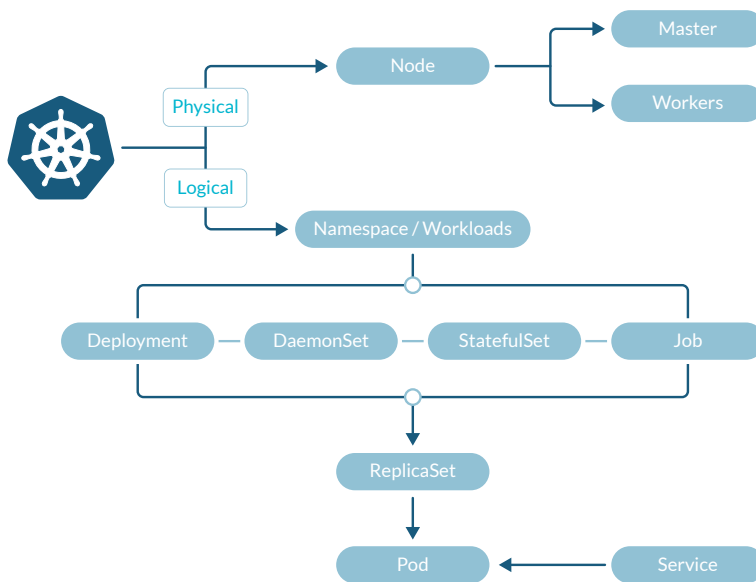 Master
Node
Workers
Physical
Logical
Namespace / Workloads
Deployment
DaemonSet
StatefulSet
Job
ReplicaSet
Pod
Service